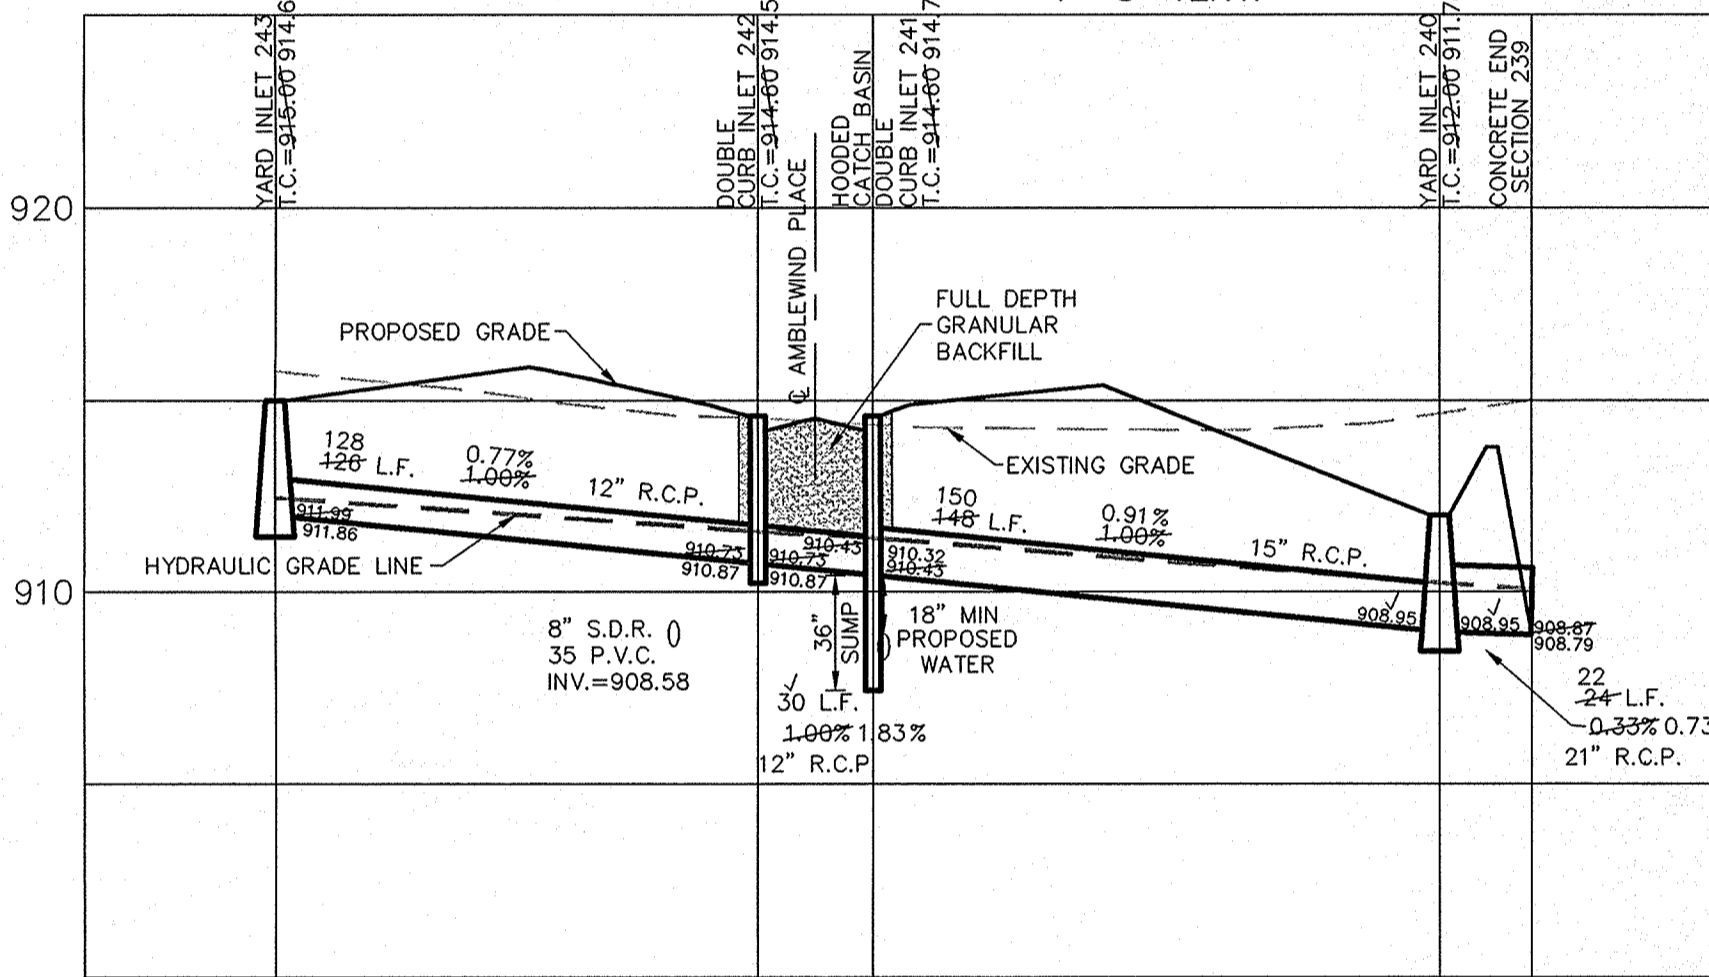 YARD INLET 243
T.C.=915.00 914.6
DOUBLE
CURB INLET 242
T.C.=914.60 914.5
℄ AMBLEWIND PLACE
HOODED
CATCH BASIN
DOUBLE
CURB INLET 241
T.C.=914.60 914.7
YARD INLET 240
T.C.=912.00 911.7
CONCRETE END
SECTION 239
920
PROPOSED GRADE
FULL DEPTH
GRANULAR
BACKFILL
EXISTING GRADE
128
126 L.F.
0.77%
1.00%
12" R.C.P.
150
148 L.F.
0.91%
1.00%
15" R.C.P.
911.99
911.86
HYDRAULIC GRADE LINE
910.73
910.87
910.43
910.73
910.87
910.32
910.43
910
908.95
908.95
908.87
908.79
8" S.D.R.
35 P.V.C.
INV.=908.58
36"
SUMP
18" MIN
PROPOSED
WATER
30 L.F.
1.00% 1.83%
12" R.C.P
22
24 L.F.
0.33% 0.73
21" R.C.P.